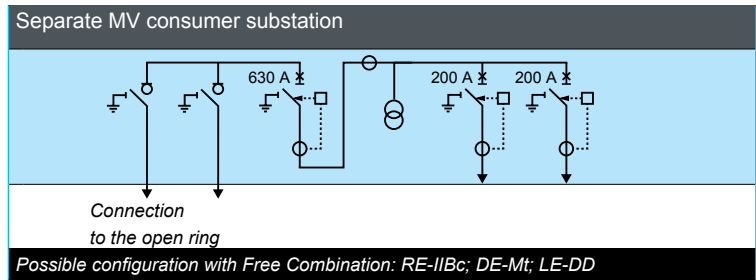 Separate MV consumer substation
630 A
200 A
200 A
Connection
to the open ring
Possible configuration with Free Combination: RE-IIBc; DE-Mt; LE-DD